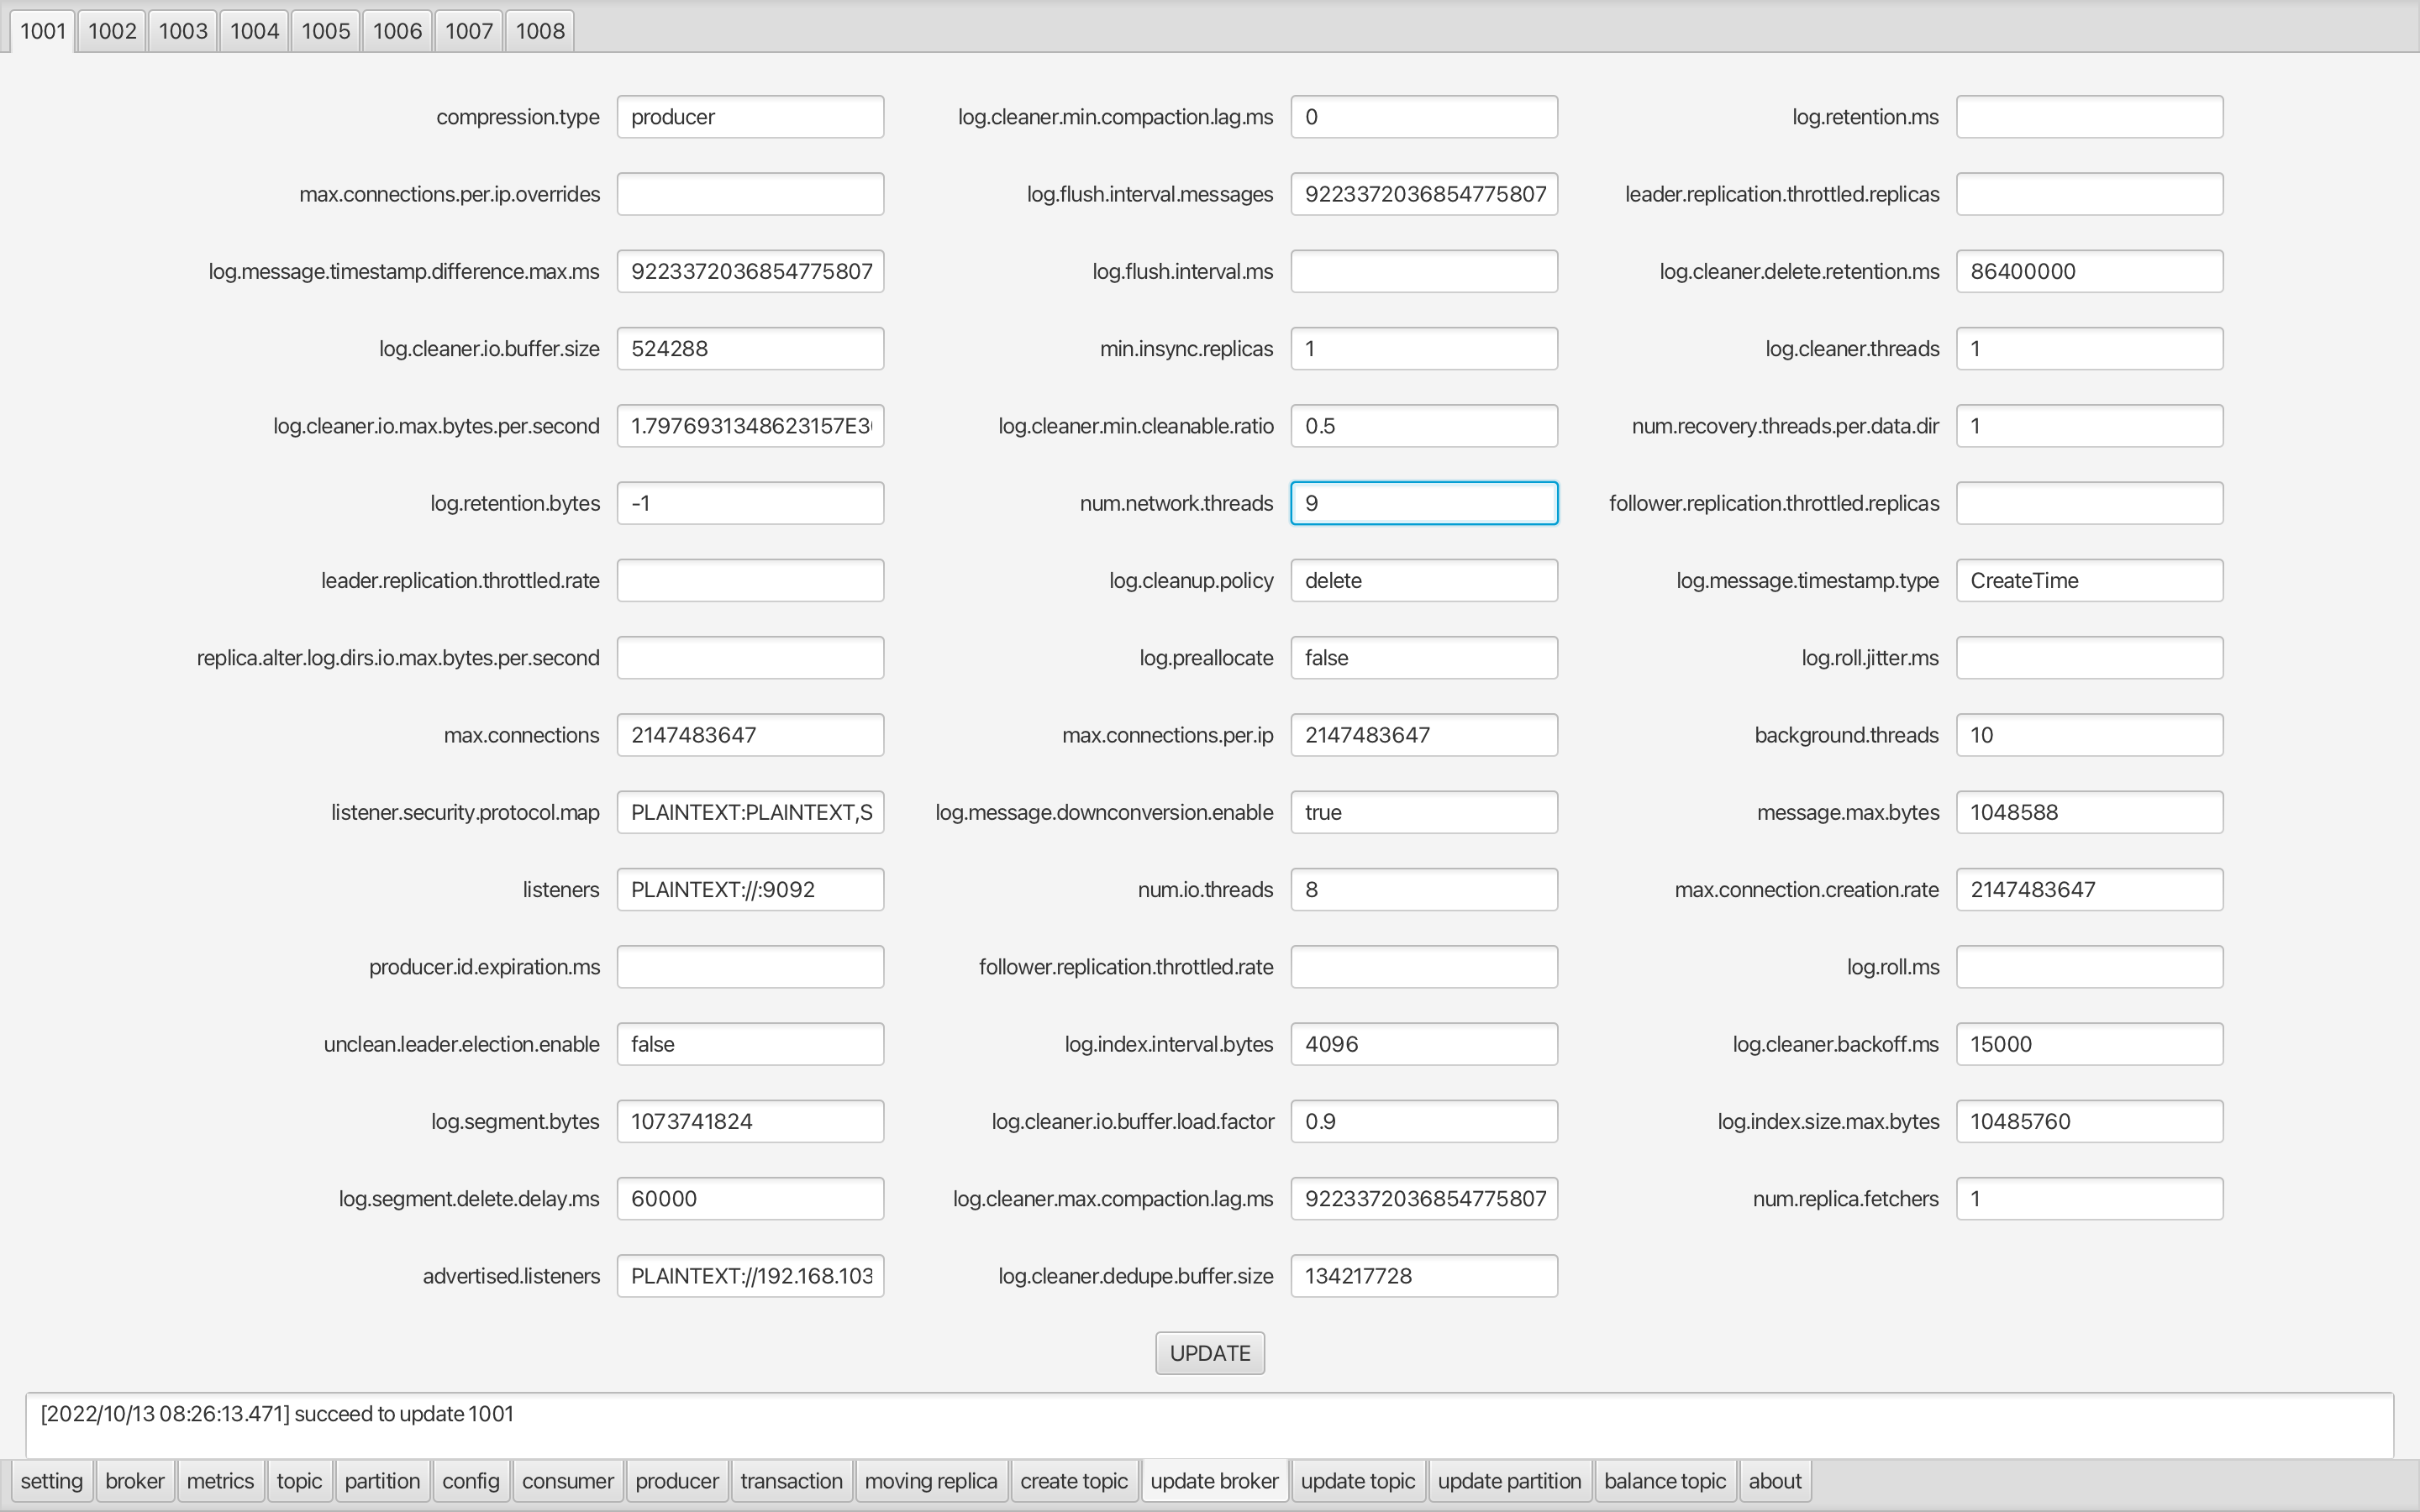 1001 1002 1003 1004 1005 1006 1007 1008
compression.type producer log.cleaner.min.compaction.lag.ms 0 log.retention.ms
max.connections.per.ip.overrides log.flush.interval.messages 9223372036854775807 leader.replication.throttled.replicas
log.message.timestamp.difference.max.ms 9223372036854775807 log.flush.interval.ms log.cleaner.delete.retention.ms 86400000
log.cleaner.io.buffer.size 524288 min.insync.replicas 1 log.cleaner.threads 1
log.cleaner.io.max.bytes.per.second 1.7976931348623157E3 log.cleaner.min.cleanable.ratio 0.5 num.recovery.threads.per.data.dir 1
log.retention.bytes -1 num.network.threads 9 follower.replication.throttled.replicas
leader.replication.throttled.rate log.cleanup.policy delete log.message.timestamp.type CreateTime
replica.alter.log.dirs.io.max.bytes.per.second log.preallocate false log.roll.jitter.ms
max.connections 2147483647 max.connections.per.ip 2147483647 background.threads 10
listener.security.protocol.map PLAINTEXT:PLAINTEXT,S log.message.downconversion.enable true message.max.bytes 1048588
listeners PLAINTEXT://:9092 num.io.threads 8 max.connection.creation.rate 2147483647
producer.id.expiration.ms follower.replication.throttled.rate log.roll.ms
unclean.leader.election.enable false log.index.interval.bytes 4096 log.cleaner.backoff.ms 15000
log.segment.bytes 1073741824 log.cleaner.io.buffer.load.factor 0.9 log.index.size.max.bytes 10485760
log.segment.delete.delay.ms 60000 log.cleaner.max.compaction.lag.ms 9223372036854775807 num.replica.fetchers 1
advertised.listeners PLAINTEXT://192.168.103 log.cleaner.dedupe.buffer.size 134217728
UPDATE
[2022/10/13 08:26:13.471] succeed to update 1001
setting broker metrics topic partition config consumer producer transaction moving replica create topic update broker update topic update partition balance topic about